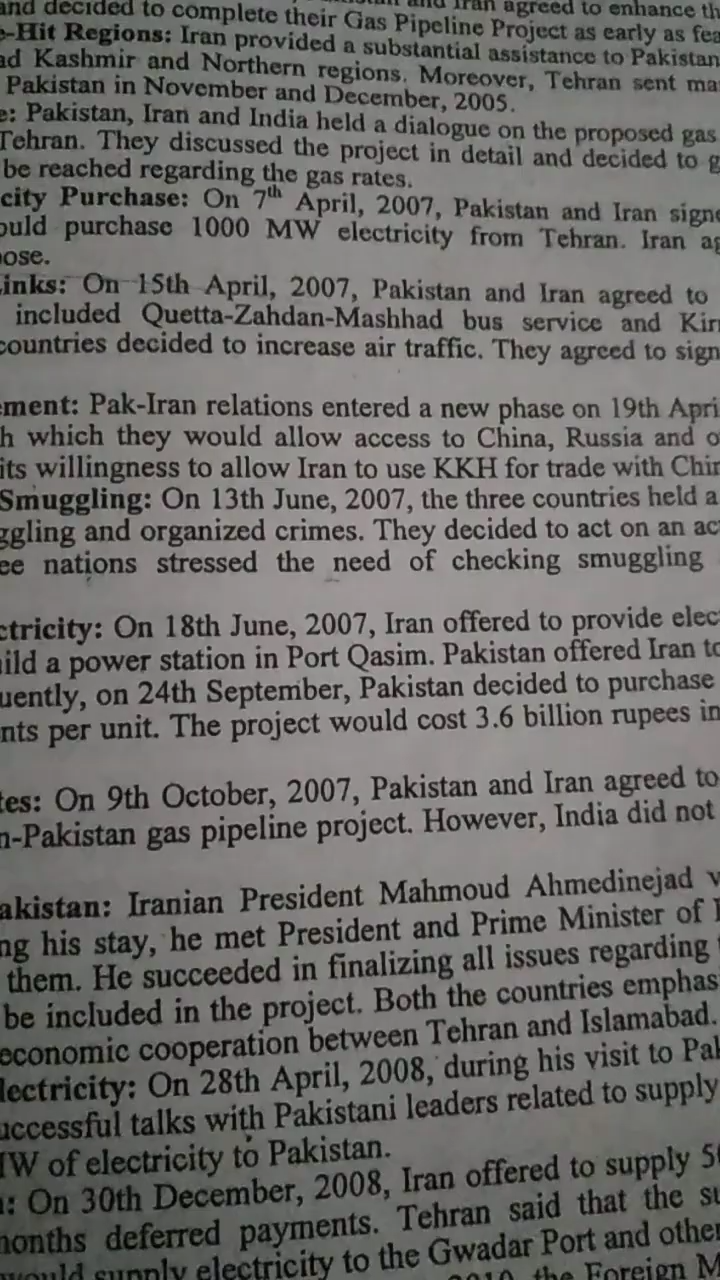 and decided to complete their Gas Pipeline Project as early as
Hit Regions: Iran provided a substantial assistance to Pakistan
Kashmir and Northern regions. Moreover, Tehran sent
Pakistan in November and December, 2005.
Pakistan, Iran and India held a dialogue on the proposed gas
Tehran. They discussed the project in detail and decided to
be reached regarding the gas rates.
city Purchase: On 7th April, 2007, Pakistan and Iran
purchase 1000 MW electricity from Tehran. Iran
ose.
inks: On 15th April, 2007, Pakistan and Iran agreed to
included Quetta-Zahdan-Mashhad bus service and
countries decided to increase air traffic. They agreed to sign
ment: Pak-Iran relations entered a new phase on 19th Apri
h which they would allow access to China, Russia and o
its willingness to allow Iran to use KKH for trade with
Smuggling: On 13th June, 2007, the three countries held a
ggling and organized crimes. They decided to act on an ac
ee nations stressed the need of checking smuggling
ctricity: On 18th June, 2007, Iran offered to provide elec
ild a power station in Port Qasim. Pakistan offered Iran to
uently, on 24th September, Pakistan decided to purchase
nts per unit. The project would cost 3.6 billion rupees in
tes: On 9th October, 2007, Pakistan and Iran agreed to
n-Pakistan gas pipeline project. However, India did not
akistan: Iranian President Mahmoud Ahmedinejad v
ng his stay, he met President and Prime Minister of
them. He succeeded in finalizing all issues regarding
be included in the project. Both the countries emphas
economic cooperation between Tehran and Islamabad.
lectricity: On 28th April, 2008, during his visit to Pak
uccessful talks with Pakistani leaders related to supply
MW of electricity to Pakistan.
: On 30th December, 2008, Iran offered to supply
months deferred payments. Tehran said that the
would supply electricity to the Gwadar Port and other
the Foreign M